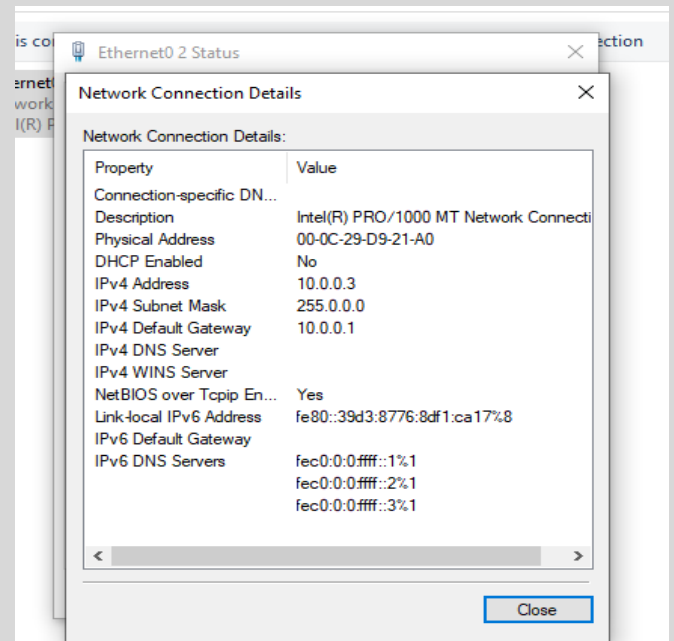 is co
ction
Ethernet0 2 Status
ernet
work
I(R) P
Network Connection Details
Network Connection Details:
Property Value
Connection-specific DN...
Description Intel(R) PRO/1000 MT Network Connecti
Physical Address 00-0C-29-D9-21-A0
DHCP Enabled No
IPv4 Address 10.0.0.3
IPv4 Subnet Mask 255.0.0.0
IPv4 Default Gateway 10.0.0.1
IPv4 DNS Server
IPv4 WINS Server
NetBIOS over Tcpip En... Yes
Link-local IPv6 Address fe80::39d3:8776:8df1:ca17%8
IPv6 Default Gateway
IPv6 DNS Servers fec0:0:0:ffff::1%1
fec0:0:0:ffff::2%1
fec0:0:0:ffff::3%1
Close